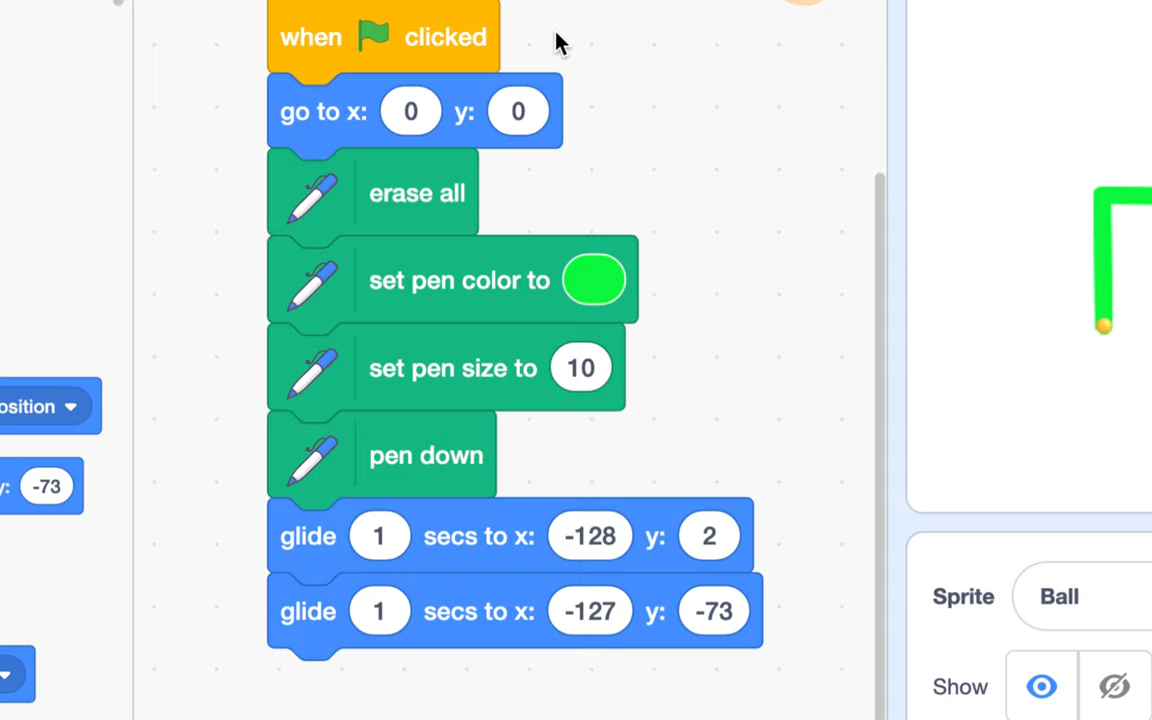 when clicked
go to x: 0 y: 0
erase all
set pen color to
set pen size to 10
pen down
osition
y: -73
glide 1 secs to x: -128 y: 2
glide 1 secs to x: -127 y: -73
Sprite Ball
Show